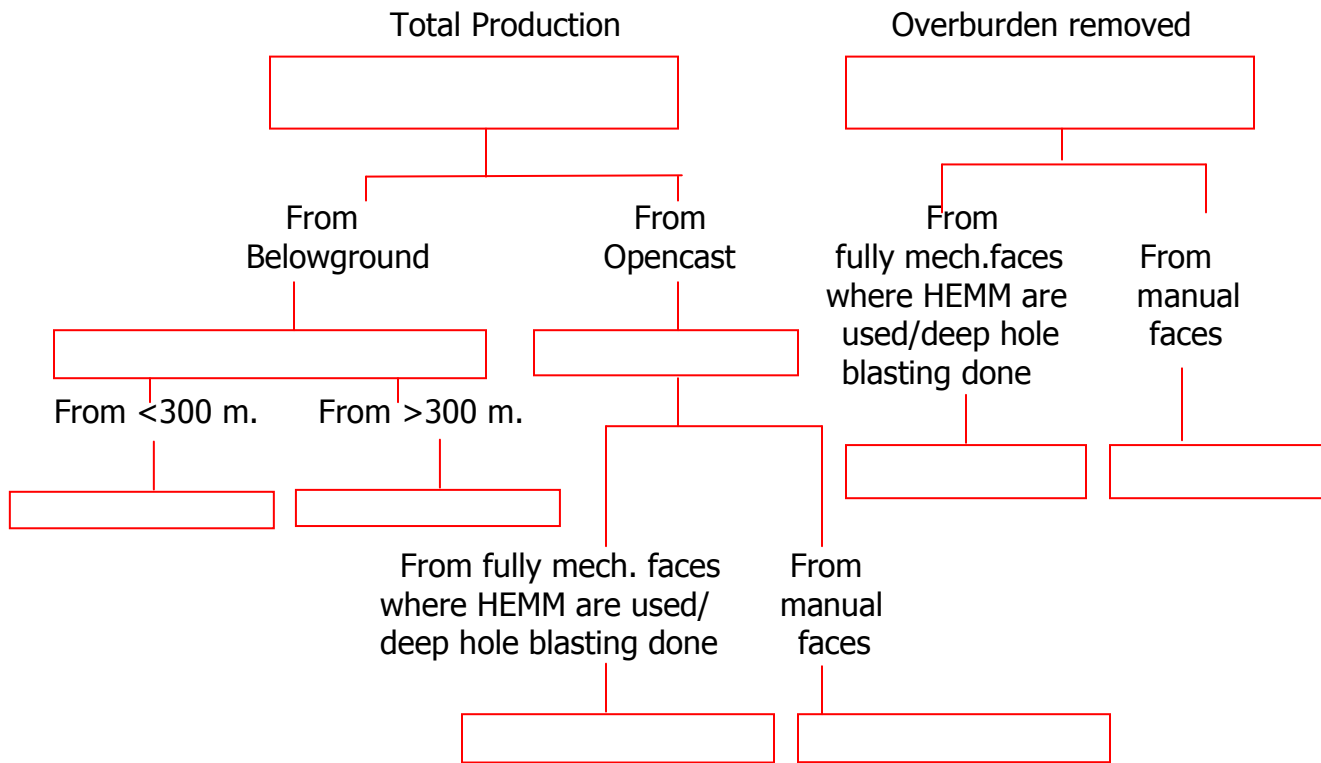 Total Production
Overburden removed
From
Belowground
From
Opencast
From
fully mech.faces
where HEMM are
used/deep hole
blasting done
From
manual
faces
From <300 m.
From >300 m.
From fully mech. faces
where HEMM are used/
deep hole blasting done
From
manual
faces